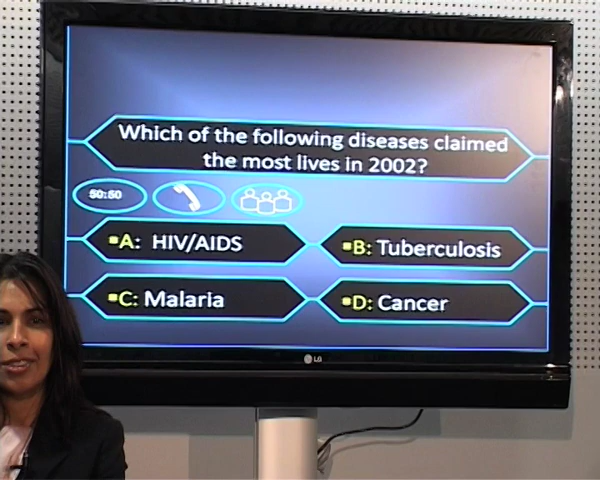 Which of the following diseases claimed
the most lives in 2002?
50:50
A: HIV/AIDS
B: Tuberculosis
C: Malaria
D: Cancer
LG